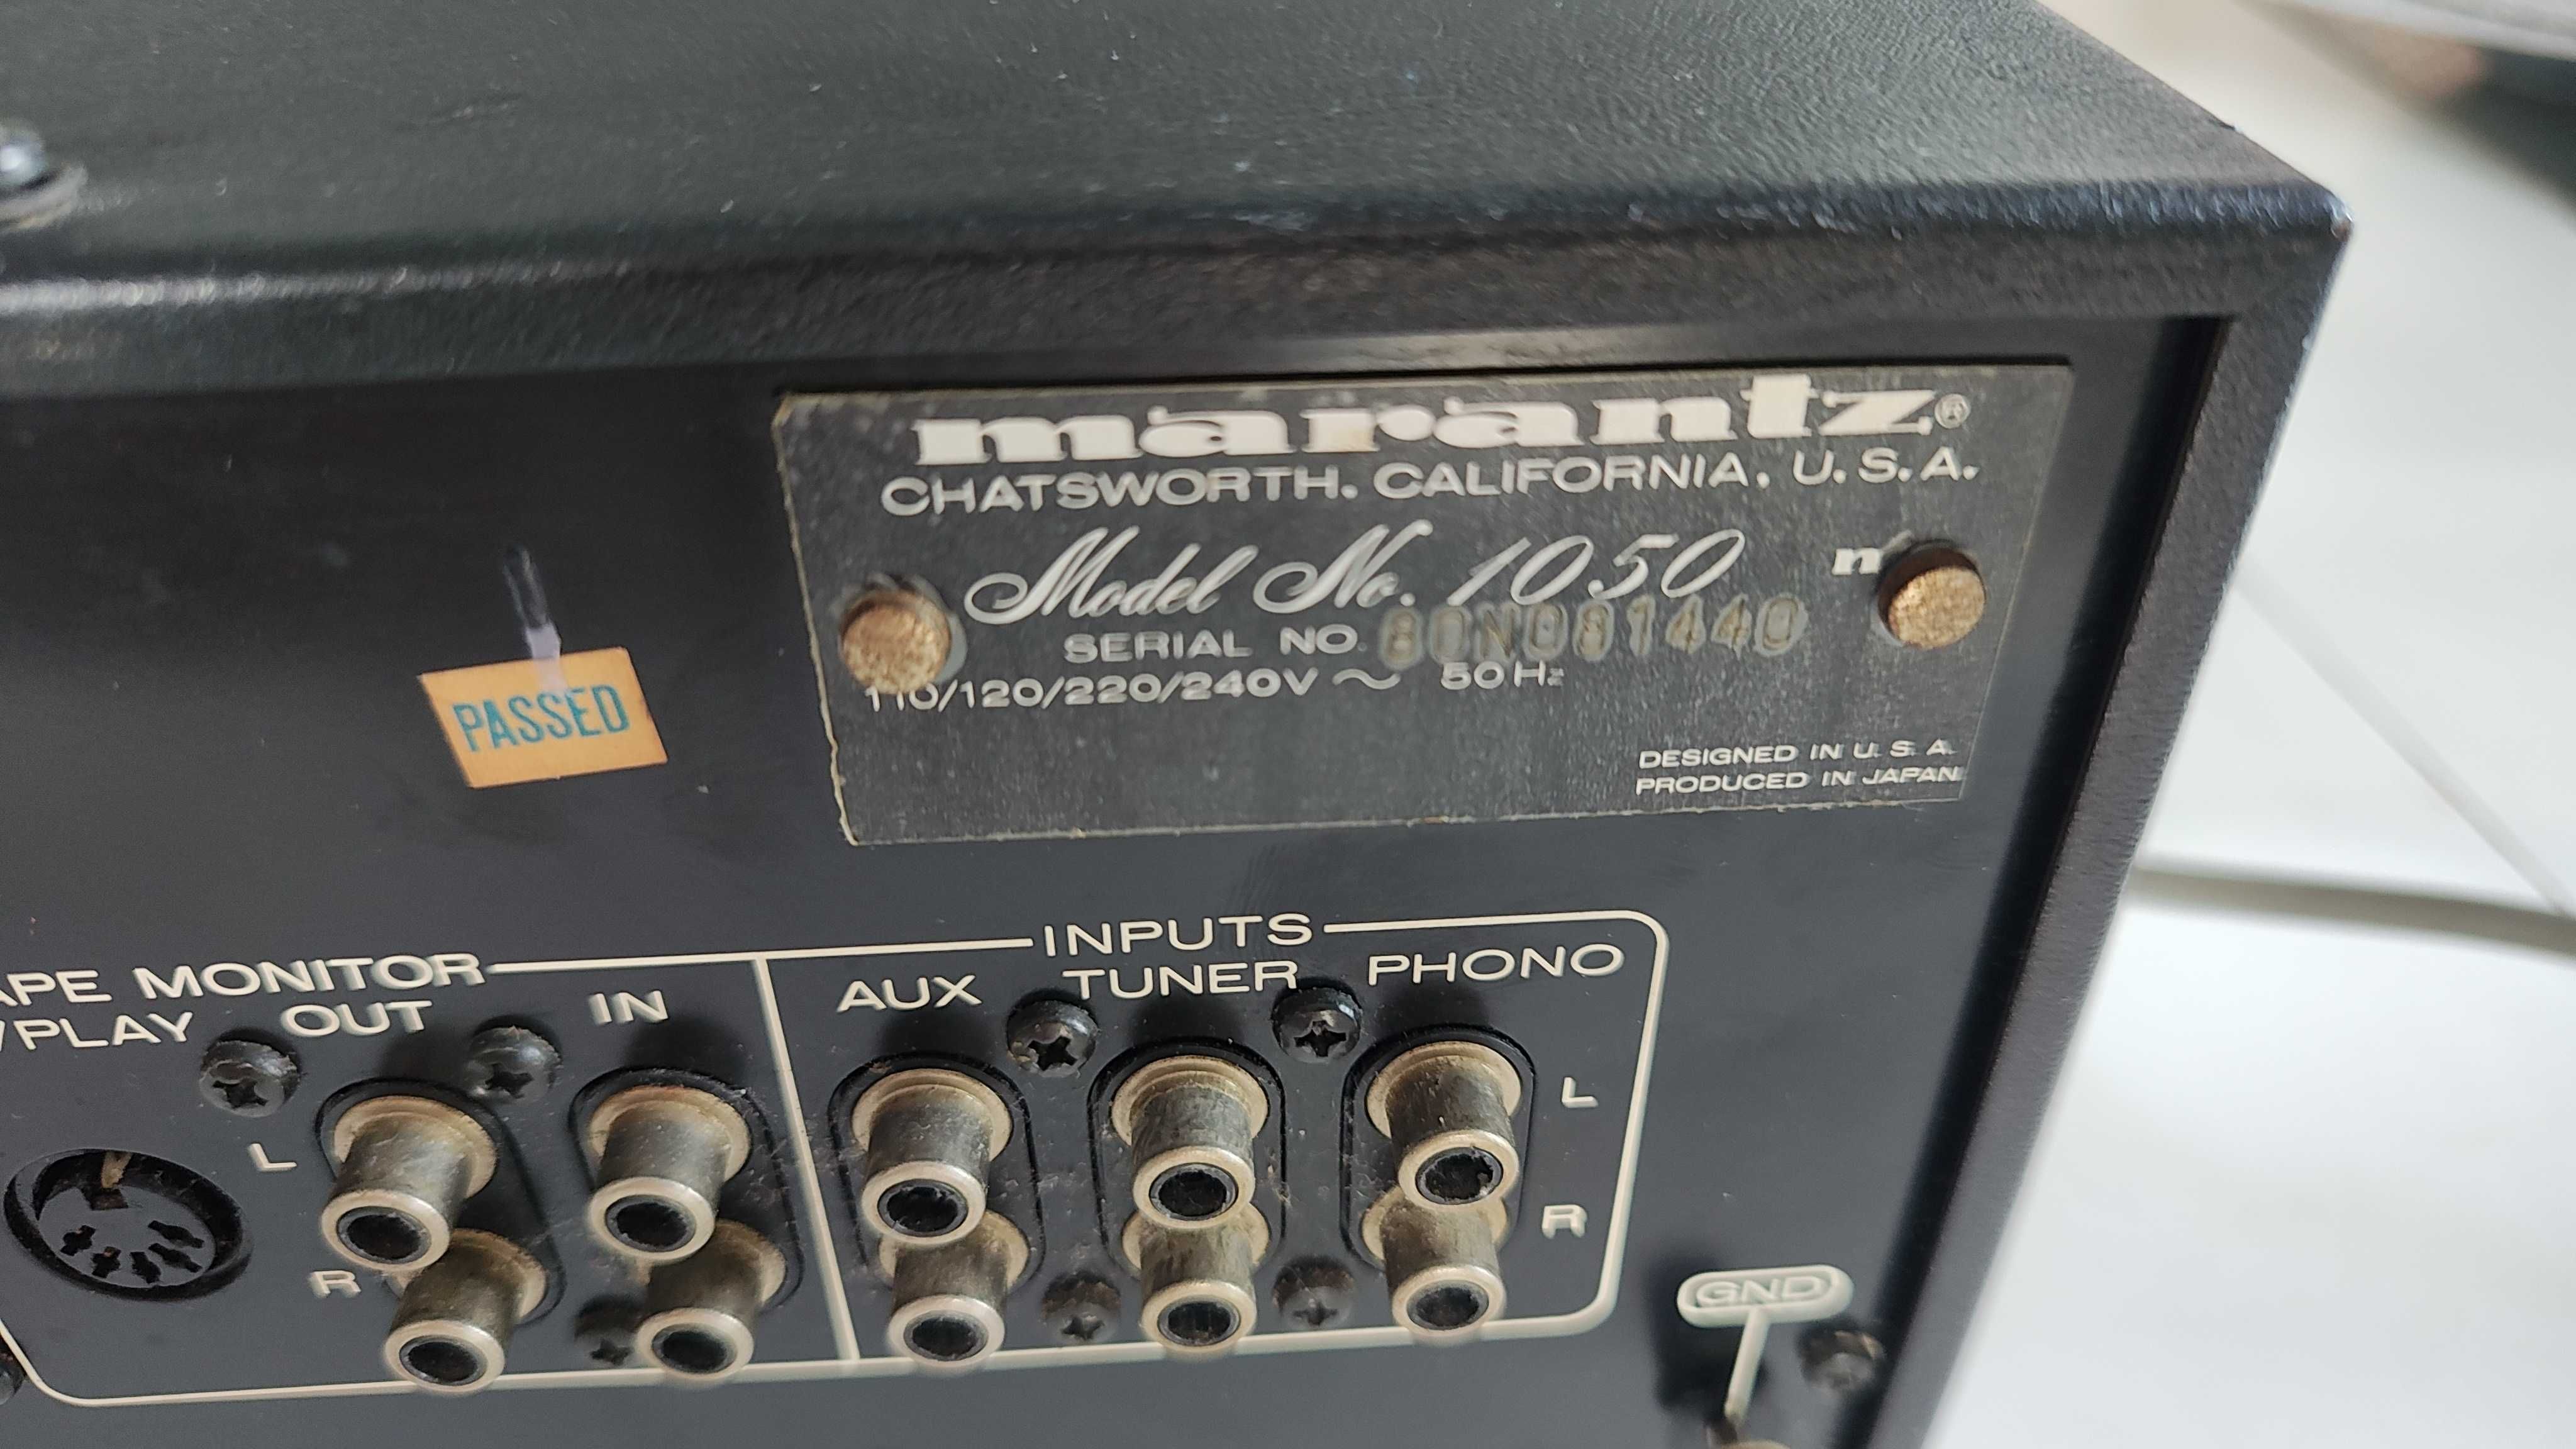 marantz®
CHATSWORTH, CALIFORNIA, U.S.A.
Model No. 1050
m
SERIAL NO.
110/120/220/240V ~ 50Hz
DESIGNED IN U.S.A.
PRODUCED IN JAPAN
PASSED
INPUTS
APE MONITOR
/PLAY OUT IN
AUX TUNER PHONO
L L
R R
GND